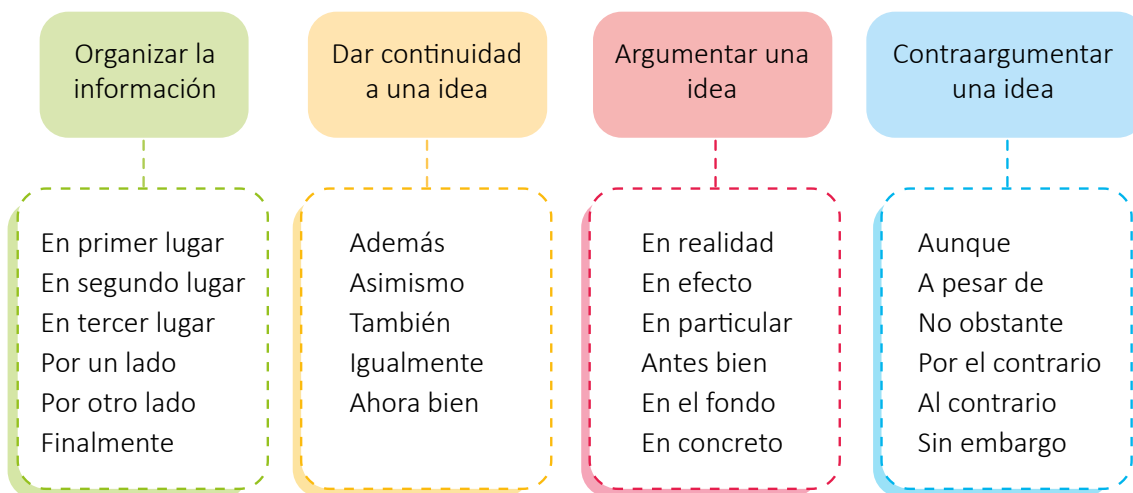 Organizar la
información
Dar continuidad
a una idea
Argumentar una
idea
Contraargumentar
una idea
En primer lugar
En segundo lugar
En tercer lugar
Por un lado
Por otro lado
Finalmente
Además
Asimismo
También
Igualmente
Ahora bien
En realidad
En efecto
En particular
Antes bien
En el fondo
En concreto
Aunque
A pesar de
No obstante
Por el contrario
Al contrario
Sin embargo